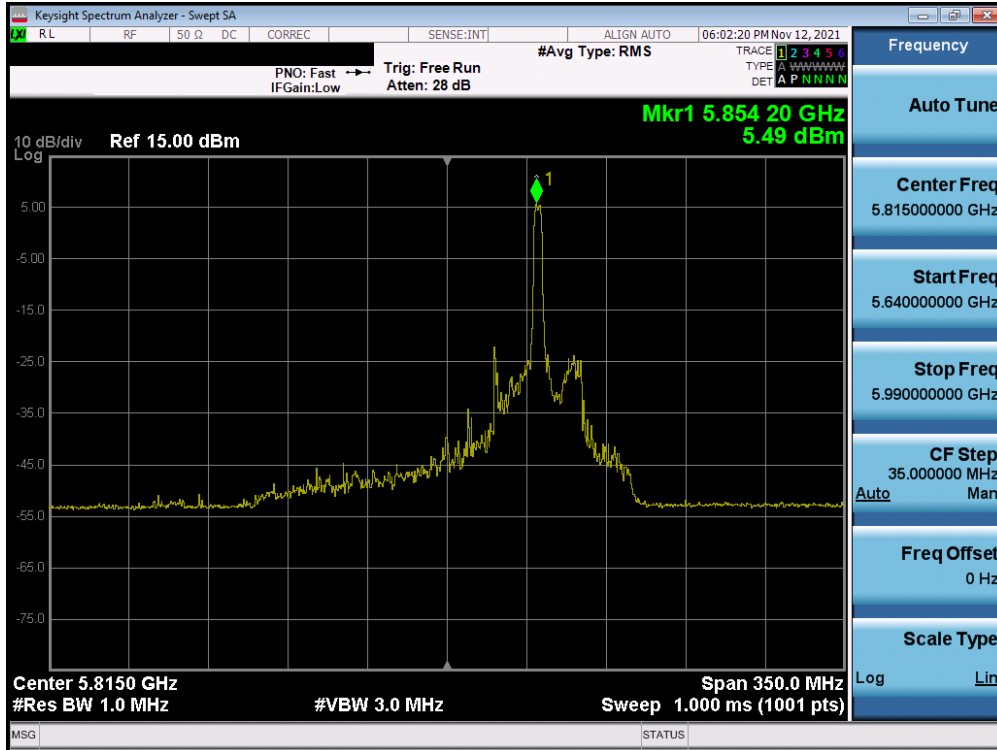 Keysight Spectrum Analyzer - Swept SA
LXI RL RF 50 Ω DC CORREC SENSE:INT ALIGN AUTO 06:02:20 PM Nov 12, 2021
#Avg Type: RMS
TRACE 1 2 3 4 5 6
PNO: Fast Trig: Free Run
TYPE A WWWWW
IFGain:Low Atten: 28 dB
DET A P N N N N
Mkr1 5.854 20 GHz
5.49 dBm
10 dB/div Ref 15.00 dBm
Log
1
5.00
-5.00
-15.0
-25.0
-35.0
-45.0
-55.0
-65.0
-75.0
Center 5.8150 GHz Span 350.0 MHz
#Res BW 1.0 MHz #VBW 3.0 MHz Sweep 1.000 ms (1001 pts)
MSG STATUS
Frequency
Auto Tune
Center Freq
5.815000000 GHz
Start Freq
5.640000000 GHz
Stop Freq
5.990000000 GHz
CF Step
35.000000 MHz
Auto Man
Freq Offset
0 Hz
Scale Type
Log Lin